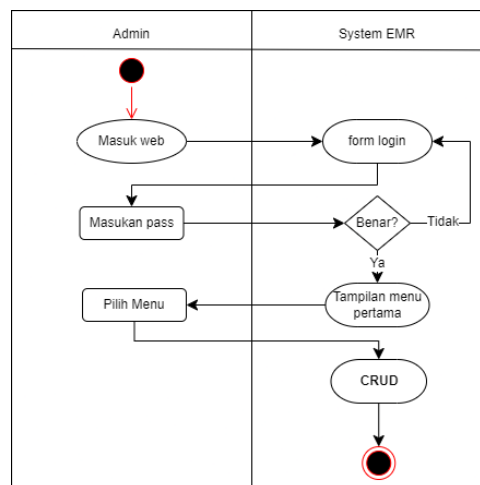 Admin
System EMR
Masuk web
form login
Masukan pass
Benar?
Tidak
Ya
Pilih Menu
Tampilan menu
pertama
CRUD